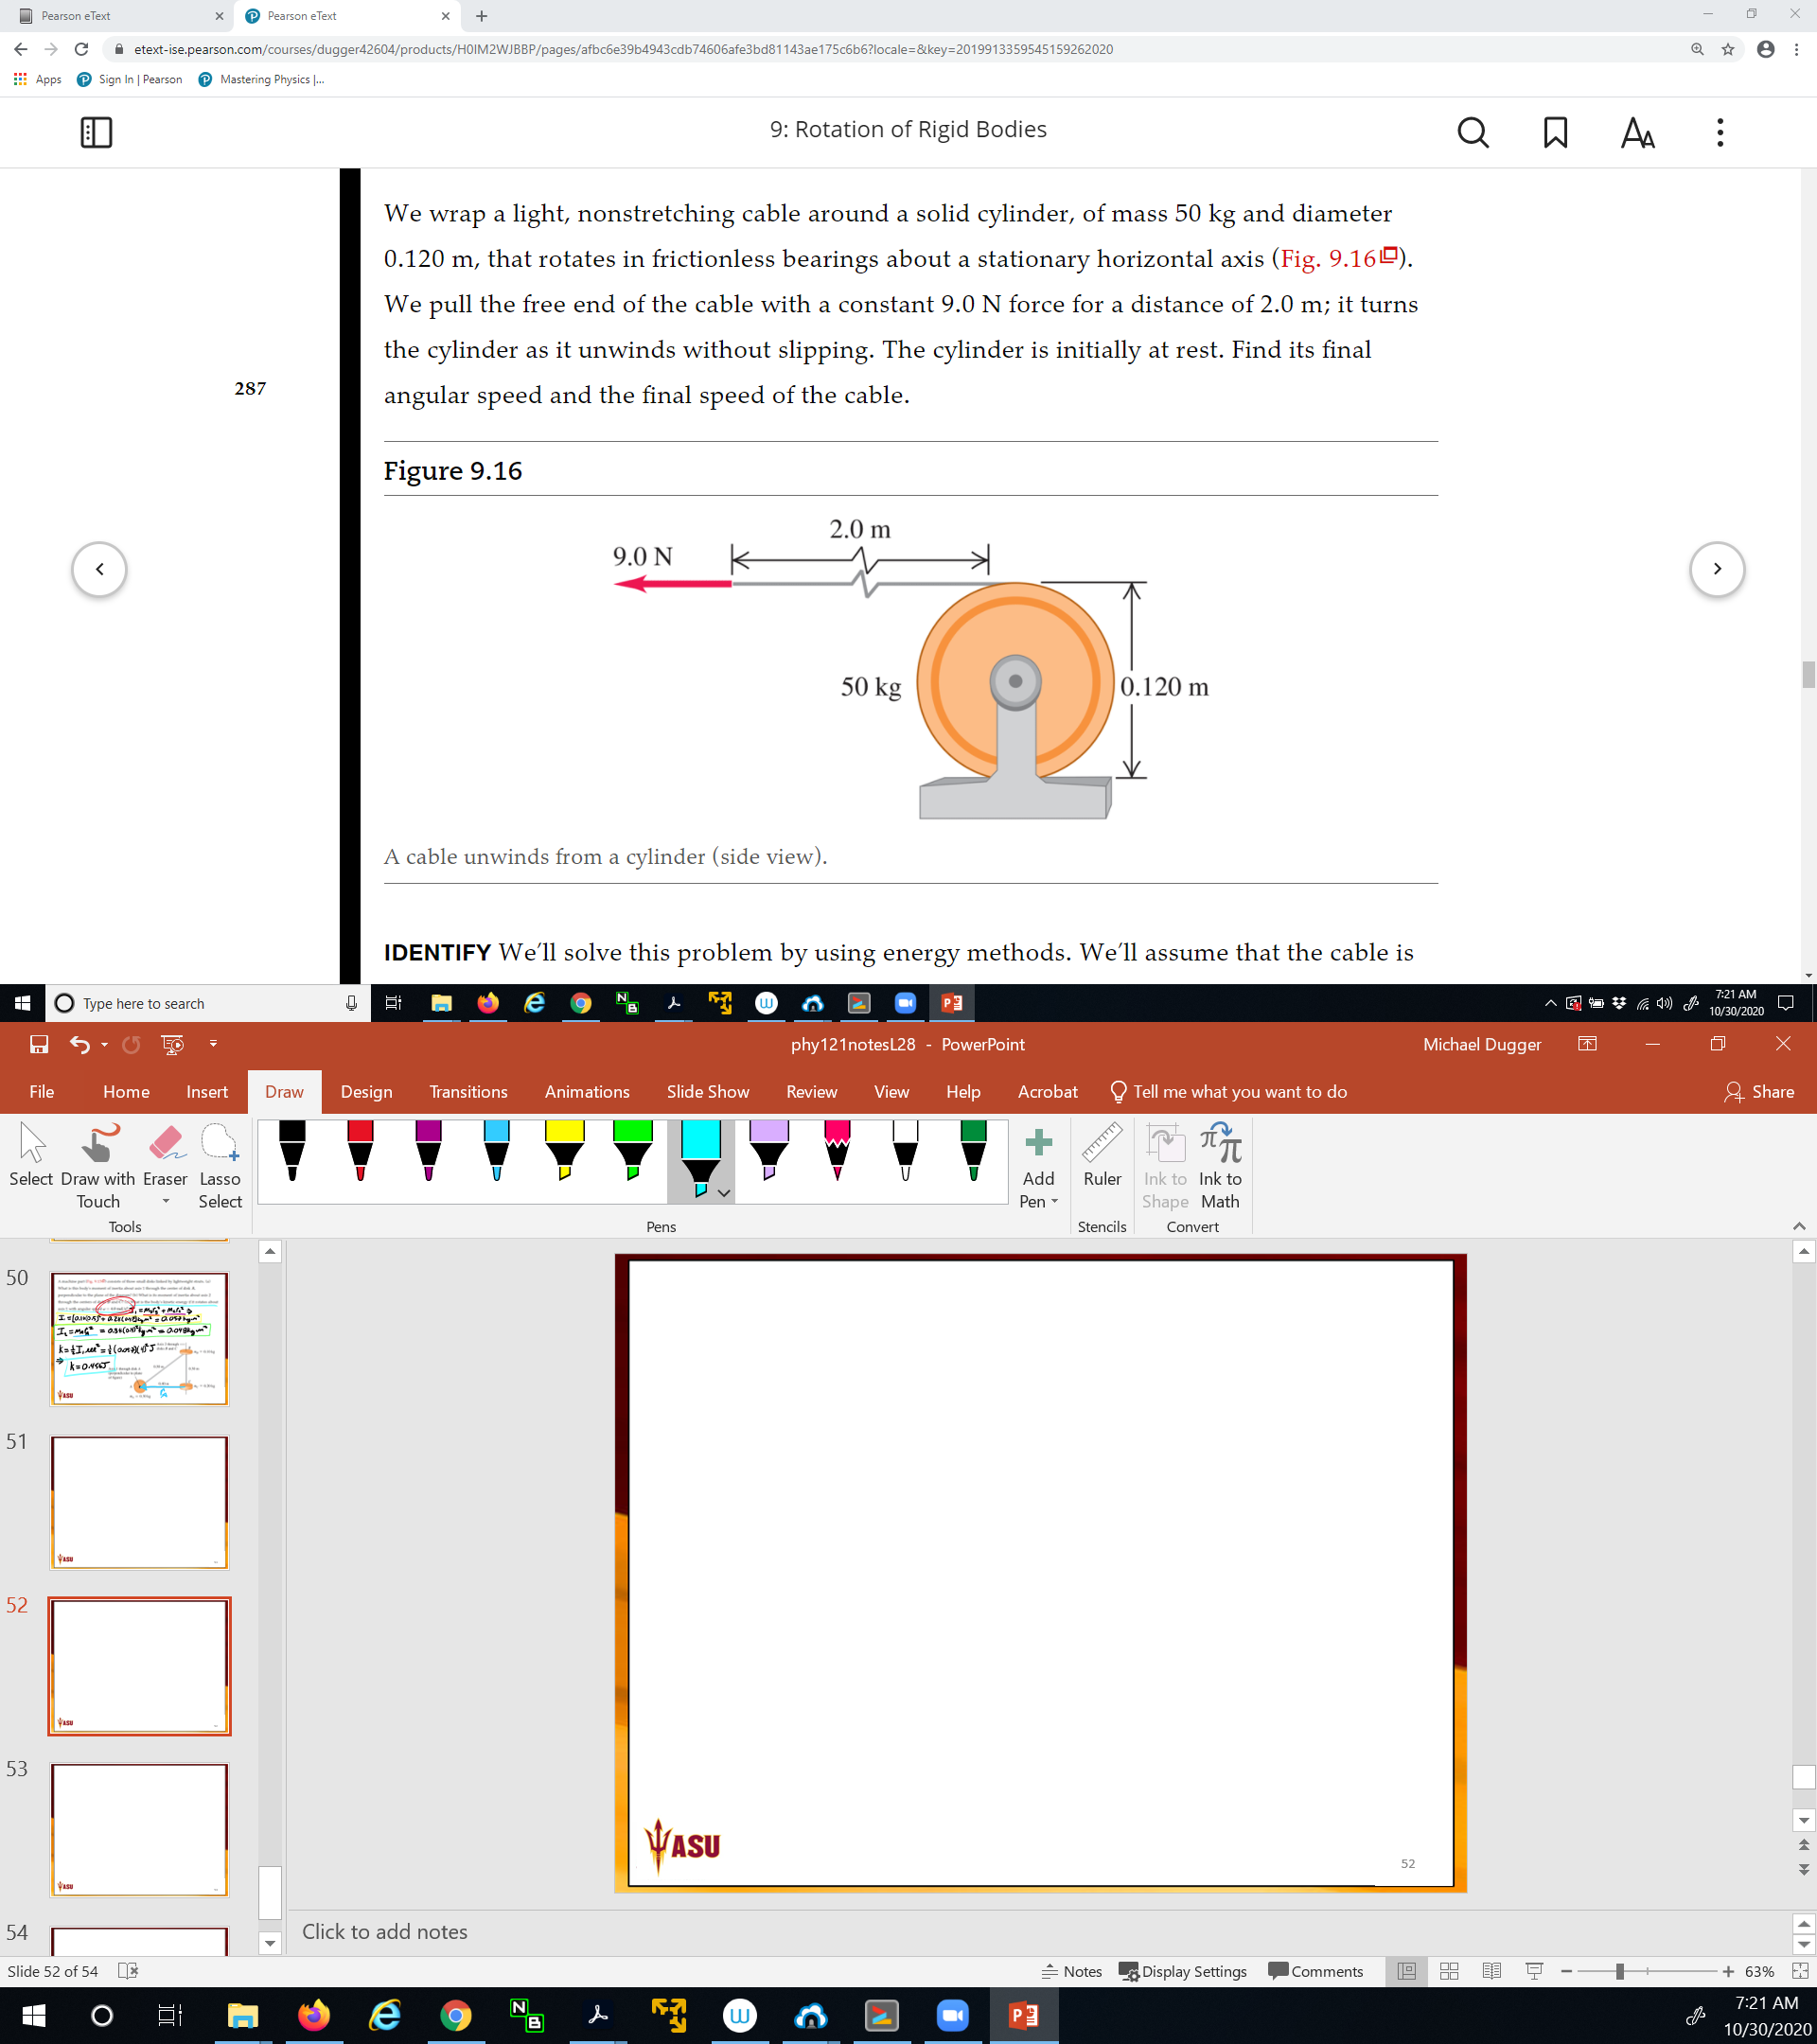 Pearson eText
Pearson eText
etext-ise.pearson.com/courses/dugger42604/products/H0IM2WJBBP/pages/afbc6e39b4943cdb74606afe3bd81143ae175c6b6?locale=&key=2019913359545159262020
Apps Sign In | Pearson Mastering Physics |...
9: Rotation of Rigid Bodies
We wrap a light, nonstretching cable around a solid cylinder, of mass 50 kg and diameter
0.120 m, that rotates in frictionless bearings about a stationary horizontal axis (Fig. 9.16).
We pull the free end of the cable with a constant 9.0 N force for a distance of 2.0 m; it turns
the cylinder as it unwinds without slipping. The cylinder is initially at rest. Find its final
287
angular speed and the final speed of the cable.
Figure 9.16
2.0 m
9.0 N
50 kg
0.120 m
A cable unwinds from a cylinder (side view).
IDENTIFY We'll solve this problem by using energy methods. We'll assume that the cable is
Type here to search
7:21 AM
10/30/2020
phy121notesL28 - PowerPoint
Michael Dugger
File Home Insert Draw Design Transitions Animations Slide Show Review View Help Acrobat Tell me what you want to do Share
Select Draw with Touch Eraser Lasso Select
Add Pen
Ruler
Ink to Shape
Ink to Math
Tools
Pens
Stencils
Convert
50
51
52
53
54
ASU
52
Click to add notes
Slide 52 of 54
Notes Display Settings Comments
63%
7:21 AM
10/30/2020